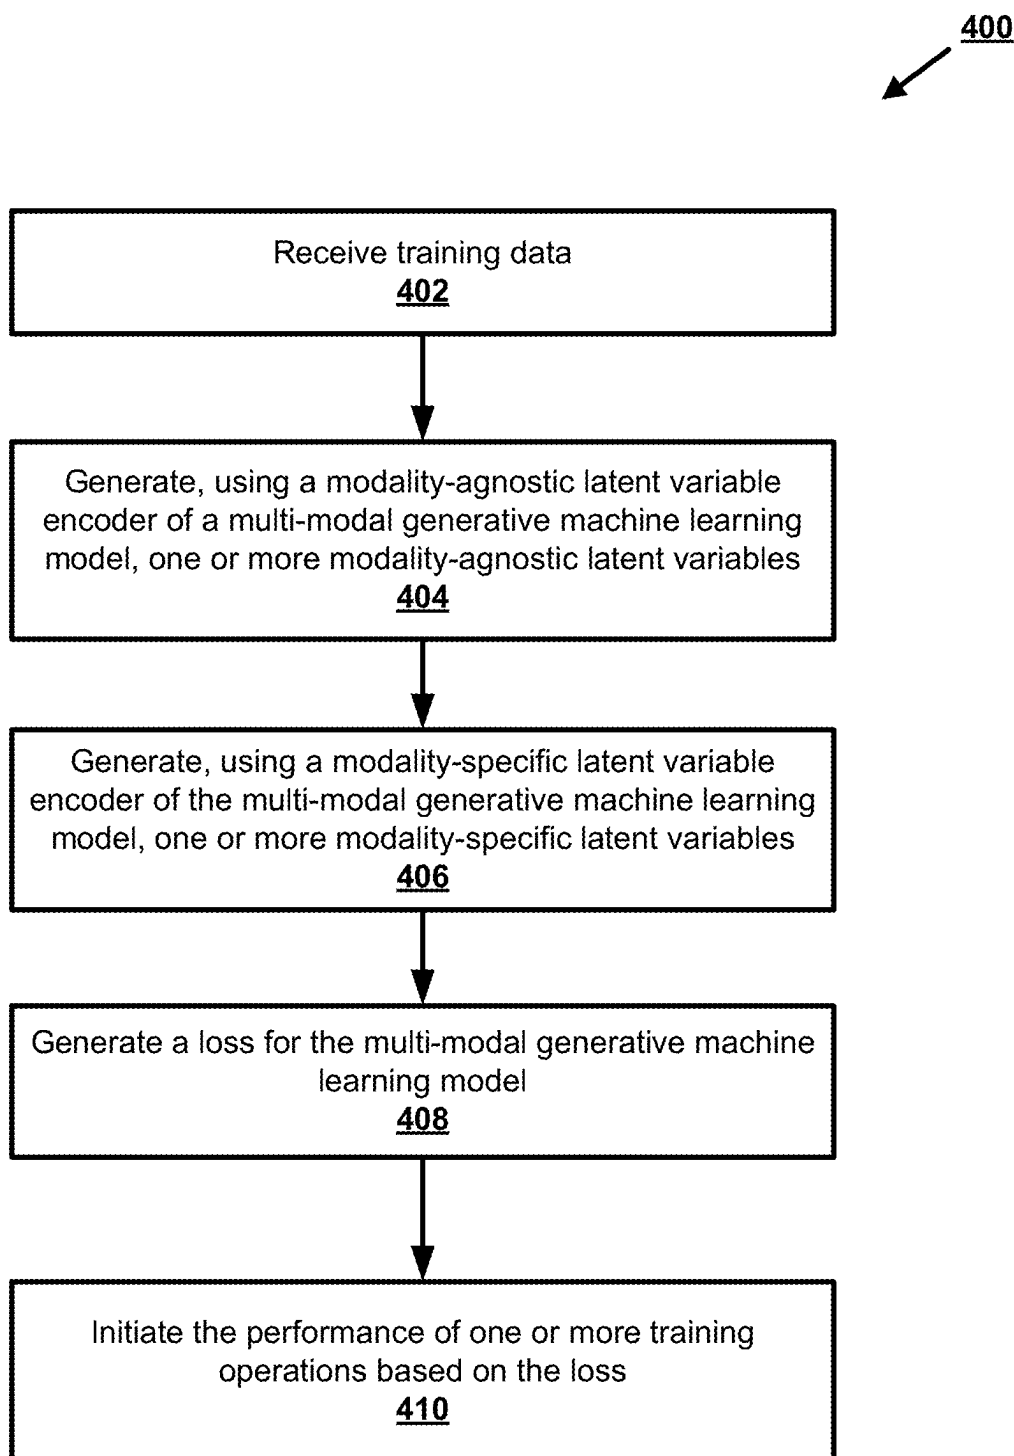 400
Receive training data
402
Generate, using a modality-agnostic latent variable
encoder of a multi-modal generative machine learning
model, one or more modality-agnostic latent variables
404
Generate, using a modality-specific latent variable
encoder of the multi-modal generative machine learning
model, one or more modality-specific latent variables
406
Generate a loss for the multi-modal generative machine
learning model
408
Initiate the performance of one or more training
operations based on the loss
410